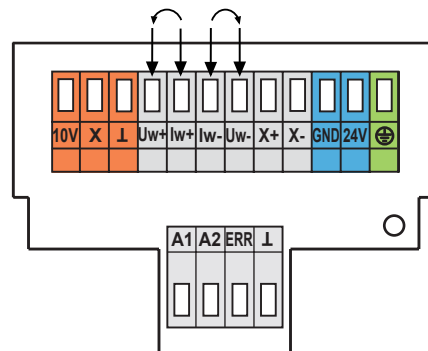 10V X ⊥ Uw+ Iw+ Iw- Uw- X+ X- GND 24V
A1 A2 ERR ⊥